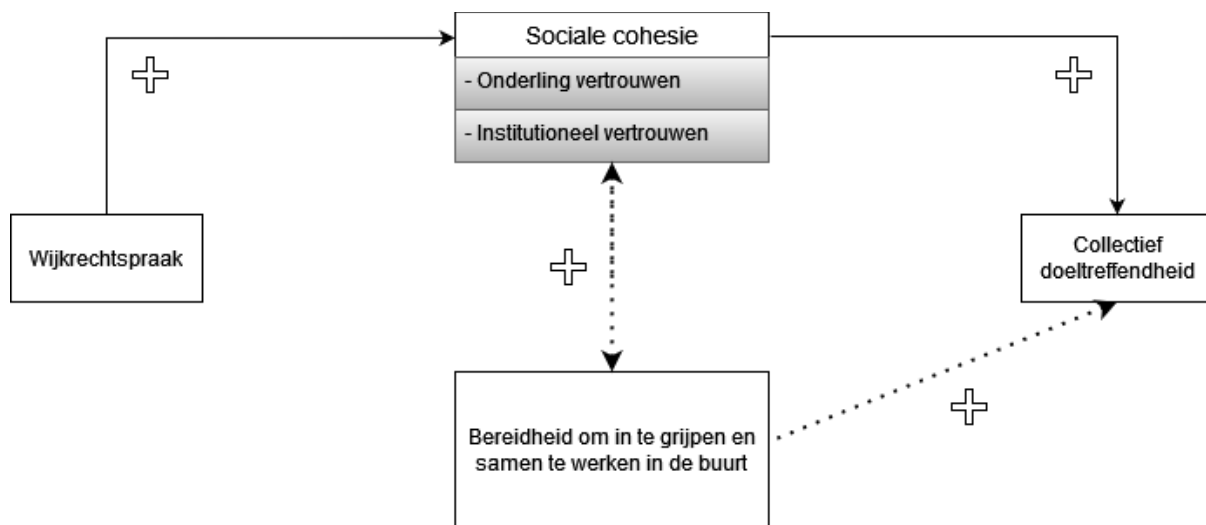 Sociale cohesie
- Onderling vertrouwen
- Institutioneel vertrouwen
Wijkrechtspraak
Collectief
doeltreffendheid
Bereidheid om in te grijpen en
samen te werken in de buurt